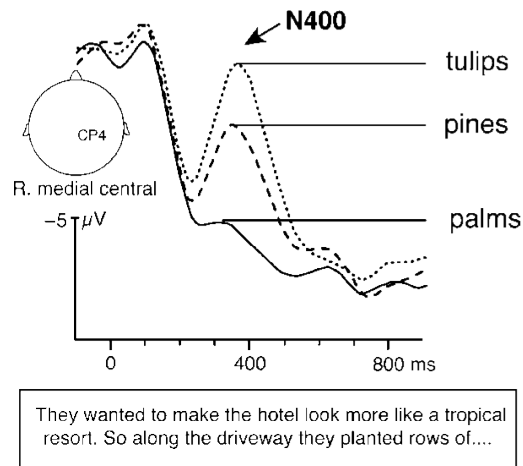 N400
tulips
pines
CP4
R. medial central
palms
–5 µV
0 400 800 ms
They wanted to make the hotel look more like a tropical
resort. So along the driveway they planted rows of....